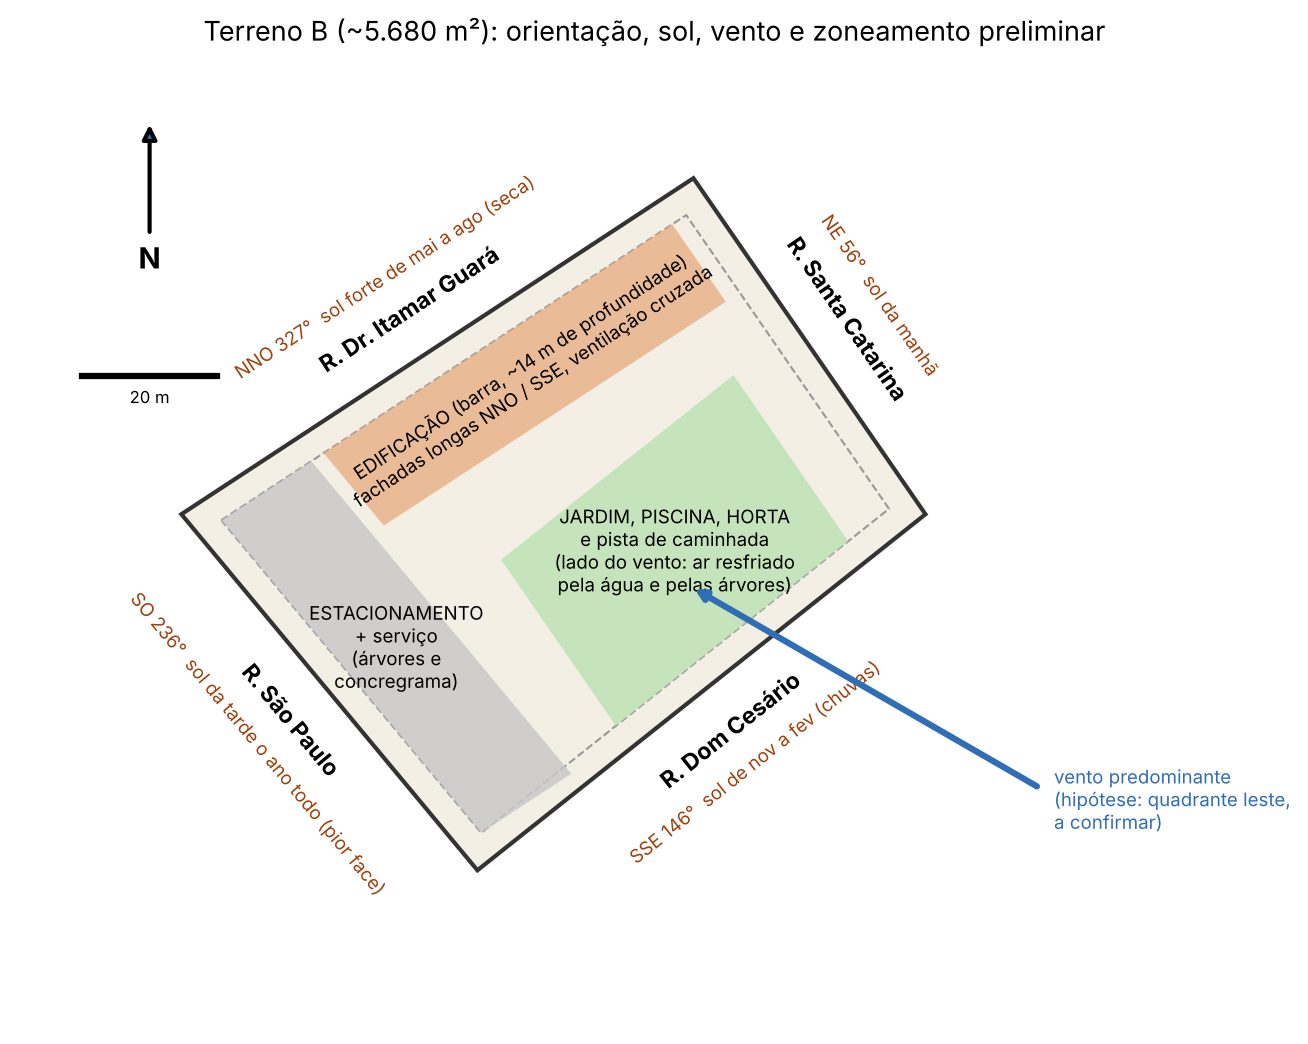 Terreno B (~5.680 m²): orientação, sol, vento e zoneamento preliminar
N
20 m
NNO 327° sol forte de mai a ago (seca)
R. Dr. Itamar Guará
NE 56° sol da manhã
R. Santa Catarina
EDIFICAÇÃO (barra, ~14 m de profundidade)
fachadas longas NNO / SSE, ventilação cruzada
JARDIM, PISCINA, HORTA
e pista de caminhada
(lado do vento: ar resfriado
pela água e pelas árvores)
ESTACIONAMENTO
+ serviço
(árvores e
concregrama)
R. São Paulo
SO 236° sol da tarde o ano todo (pior face)
R. Dom Cesário
SSE 146° sol de nov a fev (chuvas)
vento predominante
(hipótese: quadrante leste,
a confirmar)